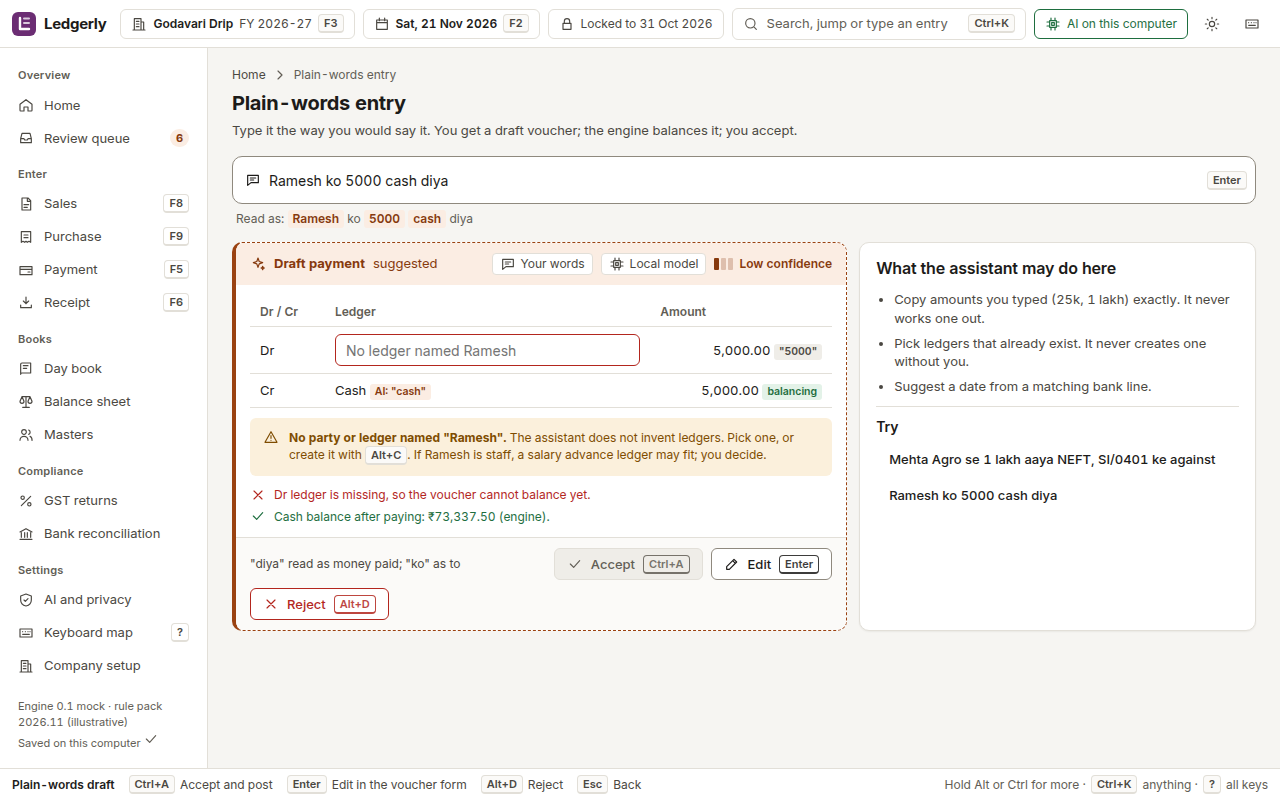 Ledgerly
Godavari Drip FY 2026-27 F3
Sat, 21 Nov 2026 F2
Locked to 31 Oct 2026
Search, jump or type an entry Ctrl+K
AI on this computer
Overview
Home
Review queue 6
Enter
Sales F8
Purchase F9
Payment F5
Receipt F6
Books
Day book
Balance sheet
Masters
Compliance
GST returns
Bank reconciliation
Settings
AI and privacy
Keyboard map ?
Company setup
Engine 0.1 mock · rule pack
2026.11 (illustrative)
Saved on this computer
Home > Plain-words entry
Plain-words entry
Type it the way you would say it. You get a draft voucher; the engine balances it; you accept.
Ramesh ko 5000 cash diya Enter
Read as: Ramesh ko 5000 cash diya
Draft payment suggested Your words Local model Low confidence
Dr / Cr Ledger Amount
Dr No ledger named Ramesh 5,000.00 "5000"
Cr Cash AI: "cash" 5,000.00 balancing
No party or ledger named "Ramesh". The assistant does not invent ledgers. Pick one, or
create it with Alt+C. If Ramesh is staff, a salary advance ledger may fit; you decide.
Dr ledger is missing, so the voucher cannot balance yet.
Cash balance after paying: ₹73,337.50 (engine).
"diya" read as money paid; "ko" as to Accept Ctrl+A Edit Enter
Reject Alt+D
What the assistant may do here
• Copy amounts you typed (25k, 1 lakh) exactly. It never
works one out.
• Pick ledgers that already exist. It never creates one
without you.
• Suggest a date from a matching bank line.
Try
Mehta Agro se 1 lakh aaya NEFT, SI/0401 ke against
Ramesh ko 5000 cash diya
Plain-words draft Ctrl+A Accept and post Enter Edit in the voucher form Alt+D Reject Esc Back Hold Alt or Ctrl for more · Ctrl+K anything · ? all keys